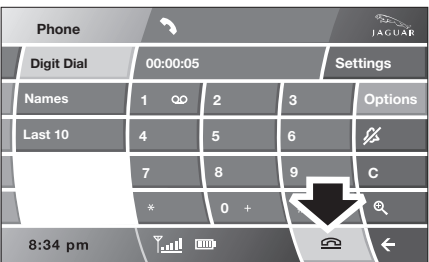 Phone JAGUAR
Digit Dial 00:00:05 Settings
Names 1 2 3 Options
Last 10 4 5 6
7 8 9 C
* 0 +
8:34 pm